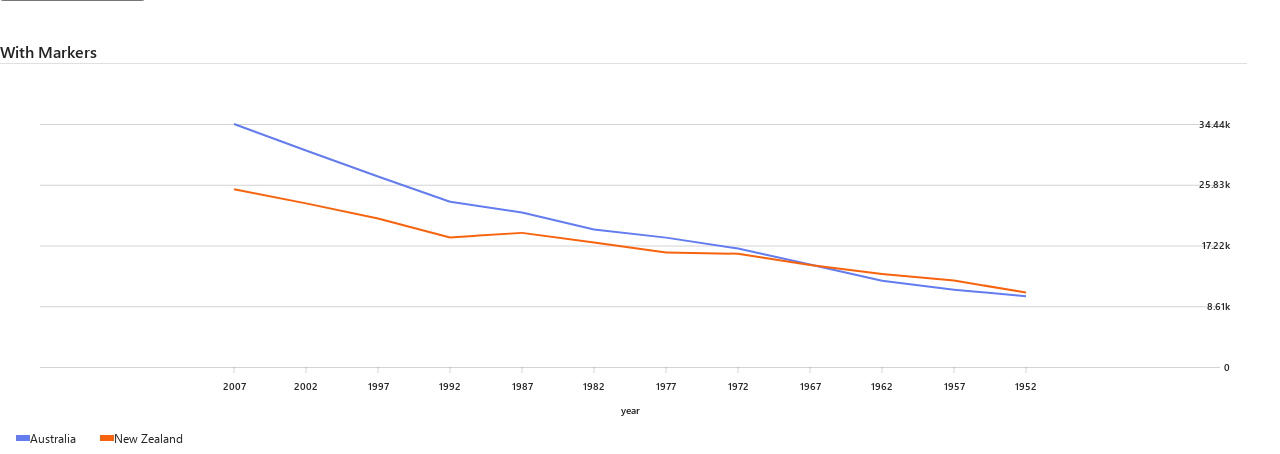 With Markers
34.44k
25.83k
17.22k
8.61k
0
2007 2002 1997 1992 1987 1982 1977 1972 1967 1962 1957 1952
year
Australia New Zealand